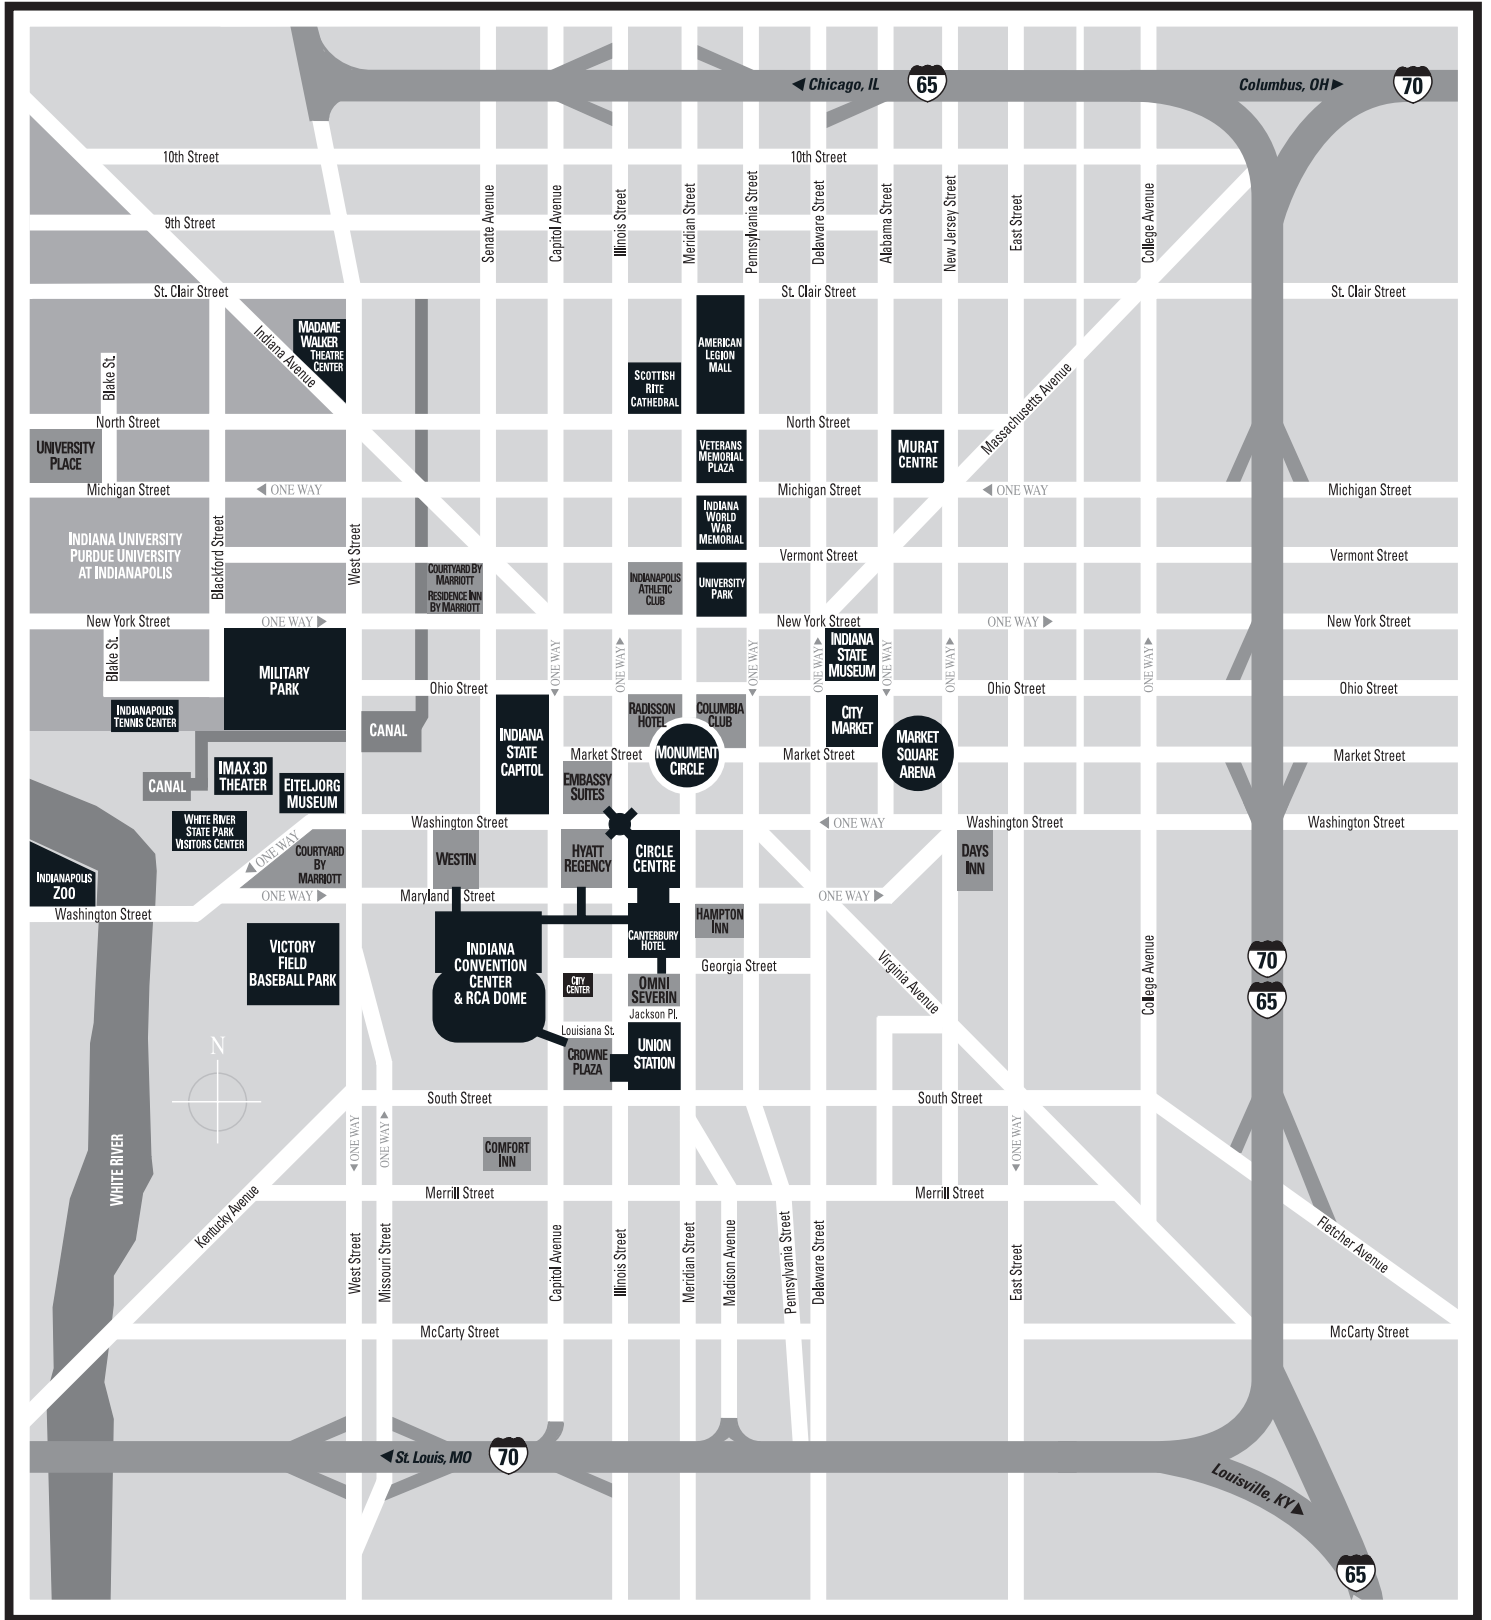 Chicago, IL
65
Columbus, OH
70
10th Street
10th Street
Senate Avenue
Capitol Avenue
Illinois Street
Meridian Street
Pennsylvania Street
Delaware Street
Alabama Street
New Jersey Street
East Street
College Avenue
9th Street
St. Clair Street
St. Clair Street
St. Clair Street
MADAME
WALKER
THEATRE
CENTER
Indiana Avenue
Blake St.
AMERICAN
LEGION
MALL
SCOTTISH
RITE
CATHEDRAL
Massachusetts Avenue
North Street
North Street
UNIVERSITY
PLACE
VETERANS
MEMORIAL
PLAZA
MURAT
CENTRE
Michigan Street
ONE WAY
Michigan Street
ONE WAY
Michigan Street
INDIANA UNIVERSITY
PURDUE UNIVERSITY
AT INDIANAPOLIS
Blackford Street
West Street
INDIANA
WORLD
WAR
MEMORIAL
Vermont Street
Vermont Street
COURTYARD BY
MARRIOTT
RESIDENCE INN
BY MARRIOTT
INDIANAPOLIS
ATHLETIC
CLUB
UNIVERSITY
PARK
New York Street
ONE WAY
New York Street
ONE WAY
New York Street
Blake St.
MILITARY
PARK
ONE WAY
ONE WAY
ONE WAY
ONE WAY
INDIANA
STATE
MUSEUM
ONE WAY
ONE WAY
ONE WAY
Ohio Street
Ohio Street
Ohio Street
INDIANAPOLIS
TENNIS CENTER
CANAL
INDIANA
STATE
CAPITOL
RADISSON
HOTEL
COLUMBIA
CLUB
CITY
MARKET
MARKET
SQUARE
ARENA
Market Street
MONUMENT
CIRCLE
Market Street
Market Street
IMAX 3D
THEATER
CANAL
EITELJORG
MUSEUM
EMBASSY
SUITES
WHITE RIVER
STATE PARK
VISITORS CENTER
Washington Street
ONE WAY
Washington Street
Washington Street
ONE WAY
COURTYARD
BY
MARRIOTT
WESTIN
HYATT
REGENCY
CIRCLE
CENTRE
DAYS
INN
INDIANAPOLIS
ZOO
ONE WAY
Maryland Street
ONE WAY
Washington Street
HAMPTON
INN
CANTERBURY
HOTEL
VICTORY
FIELD
BASEBALL PARK
INDIANA
CONVENTION
CENTER
& RCA DOME
Georgia Street
Virginia Avenue
College Avenue
70
65
CITY
CENTER
OMNI
SEVERIN
Jackson Pl.
Louisiana St.
CROWNE
PLAZA
UNION
STATION
N
South Street
South Street
WHITE RIVER
ONE WAY
ONE WAY
ONE WAY
COMFORT
INN
Merrill Street
Merrill Street
Kentucky Avenue
West Street
Missouri Street
Capitol Avenue
Illinois Street
Meridian Street
Madison Avenue
Pennsylvania Street
Delaware Street
East Street
Fletcher Avenue
McCarty Street
McCarty Street
St. Louis, MO
70
Louisville, KY
65